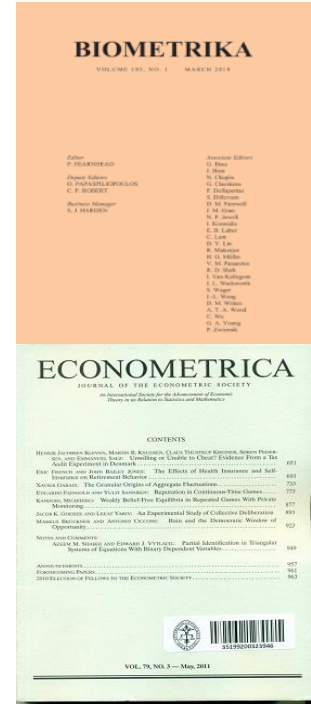 BIOMETRIKA
VOLUME 105, NO. 1 MARCH 2018
Editor
P. FEARNHEAD
Deputy Editors
O. PAPASPILIOPOULOS
C. P. ROBERT
Business Manager
S. J. HARDEN
Associate Editors
G. Blau
J. Bien
N. Chopin
G. Claeskens
P. Dellaportas
D. M. Farewell
I. Kosmidis
E. B. Laber
C. Lam
D. Y. Lin
R. Mukerjee
H. G. Müller
V. M. Panaretos
R. D. Shah
I. Van Keilegom
J. L. Wadsworth
S. Wager
J.-L. Wang
D. M. Witten
A. T. A. Wood
C. Wu
G. A. Young
P. Zwiernik
ECONOMETRICA
JOURNAL OF THE ECONOMETRIC SOCIETY
An International Society for the Advancement of Economic
Theory in its Relation to Statistics and Mathematics
CONTENTS
HENRIK JACOBSEN KLEVEN, MARTIN B. KNUDSEN, CLAUS THUSTRUP KREINER, SØREN PEDER-
SEN, AND EMMANUEL SAEZ: Unwilling or Unable to Cheat? Evidence From a Tax
Audit Experiment in Denmark 651
ERIC FRENCH AND JOHN BAILEY JONES: The Effects of Health Insurance and Self-
Insurance on Retirement Behavior 693
XAVIER GABAIX: The Granular Origins of Aggregate Fluctuations 733
EDUARDO FAINGOLD AND YULIY SANNIKOV: Reputation in Continuous-Time Games 773
KANDORI, MICHIHIRO: Weakly Belief-Free Equilibria in Repeated Games With Private
Monitoring 877
JACOB K. GOEREE AND LEEAT YARIV: An Experimental Study of Collective Deliberation 893
MARKUS BRÜCKNER AND ANTONIO CICCONE: Rain and the Democratic Window of
Opportunity 923
NOTES AND COMMENTS:
AZEEM M. SHAIKH AND EDWARD J. VYTLACIL: Partial Identification in Triangular
Systems of Equations With Binary Dependent Variables 949
ANNOUNCEMENTS 957
FORTHCOMING PAPERS 961
2010 ELECTION OF FELLOWS TO THE ECONOMETRIC SOCIETY 963
35199200323946
VOL. 79, NO. 3 — May, 2011